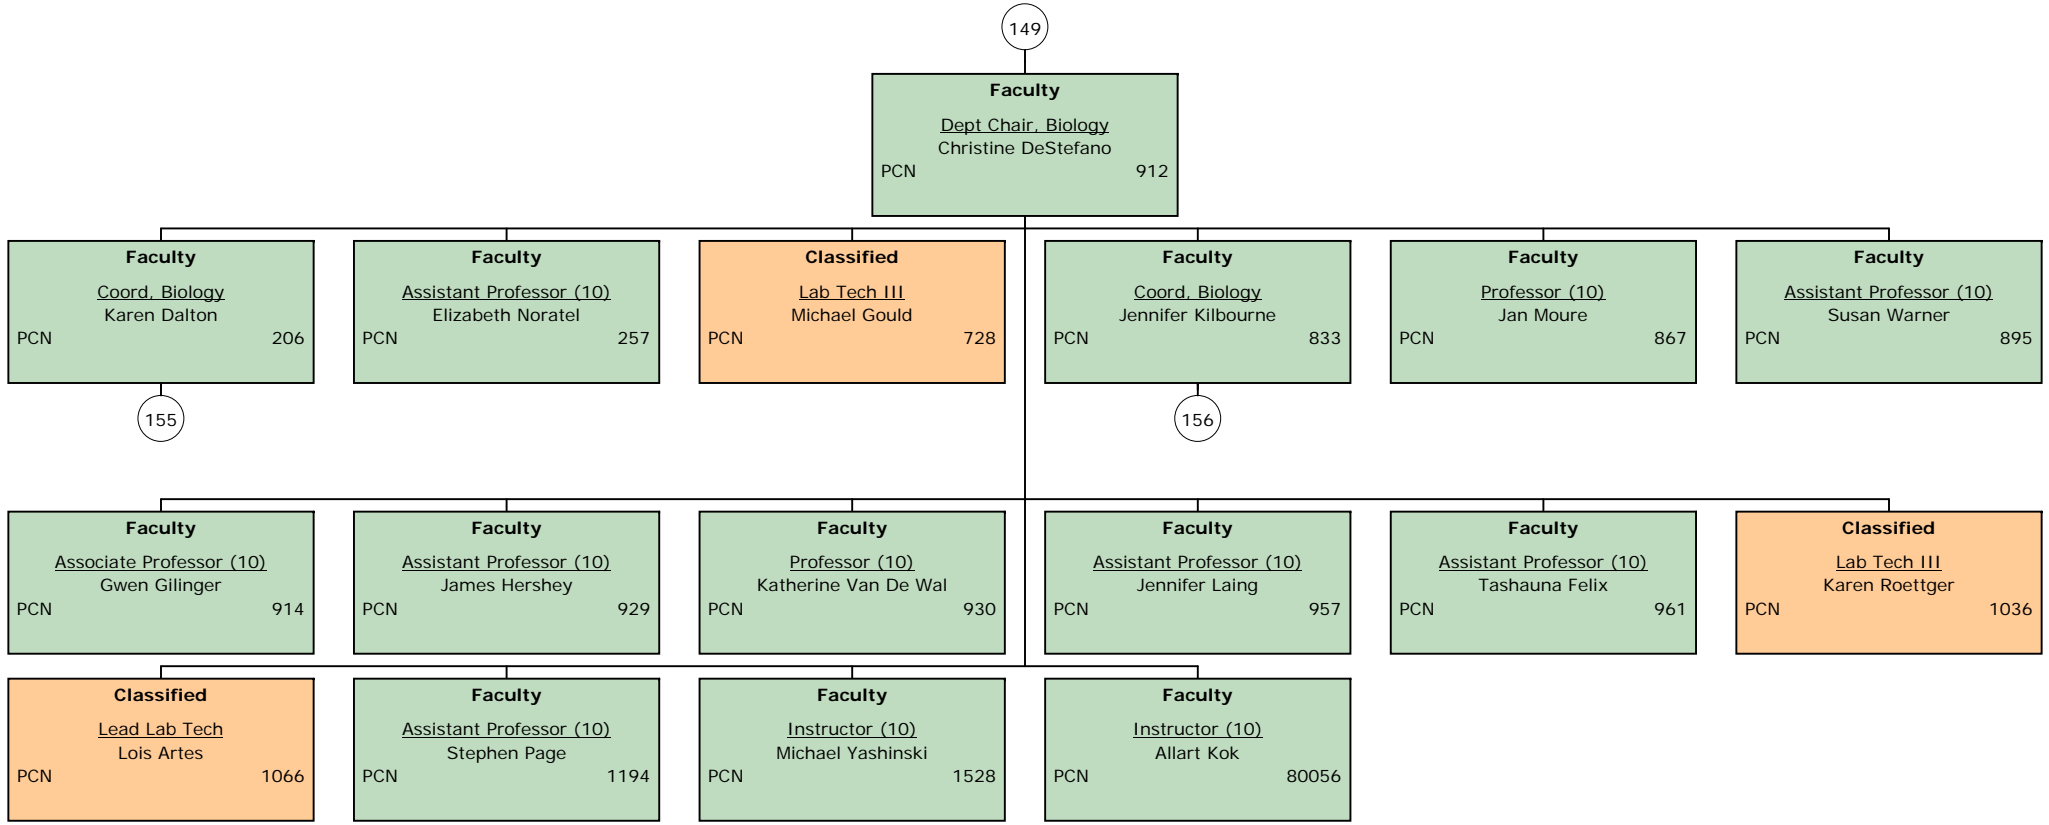 149
Faculty
Dept Chair, Biology
Christine DeStefano
PCN 912
Faculty
Coord, Biology
Karen Dalton
PCN 206
155
Faculty
Assistant Professor (10)
Elizabeth Noratel
PCN 257
Classified
Lab Tech III
Michael Gould
PCN 728
Faculty
Coord, Biology
Jennifer Kilbourne
PCN 833
156
Faculty
Professor (10)
Jan Moure
PCN 867
Faculty
Assistant Professor (10)
Susan Warner
PCN 895
Faculty
Associate Professor (10)
Gwen Gilinger
PCN 914
Faculty
Assistant Professor (10)
James Hershey
PCN 929
Faculty
Professor (10)
Katherine Van De Wal
PCN 930
Faculty
Assistant Professor (10)
Jennifer Laing
PCN 957
Faculty
Assistant Professor (10)
Tashauna Felix
PCN 961
Classified
Lab Tech III
Karen Roettger
PCN 1036
Classified
Lead Lab Tech
Lois Artes
PCN 1066
Faculty
Assistant Professor (10)
Stephen Page
PCN 1194
Faculty
Instructor (10)
Michael Yashinski
PCN 1528
Faculty
Instructor (10)
Allart Kok
PCN 80056